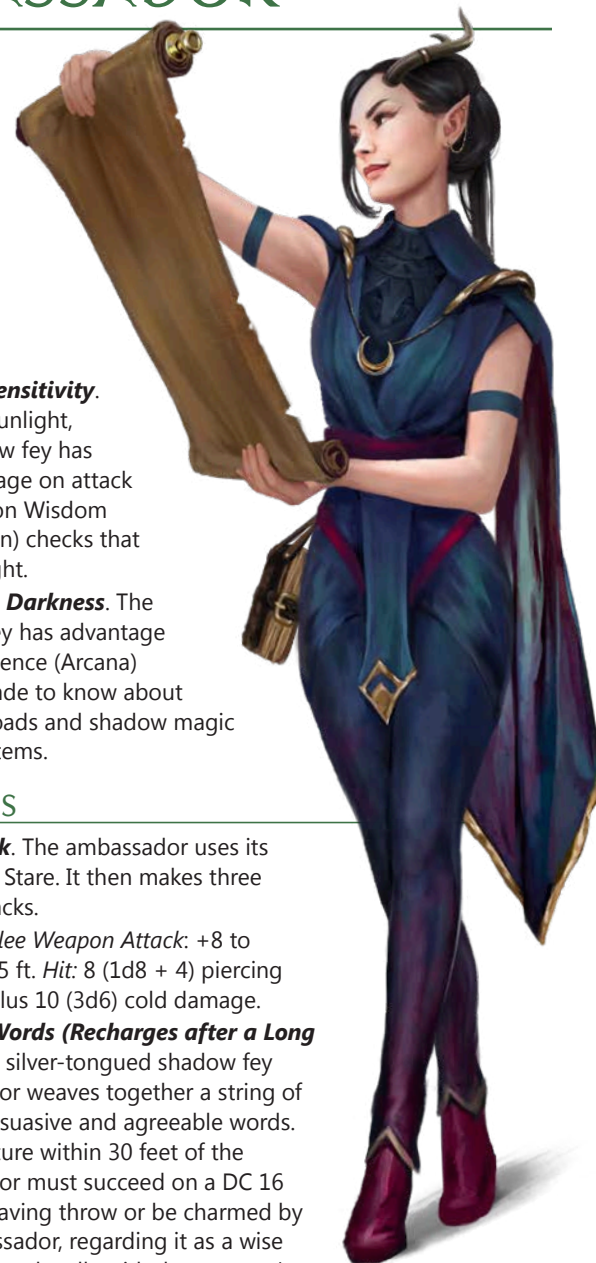 ensitivity.
unlight,
w fey has
age on attack
on Wisdom
n) checks that
ght.
Darkness. The
ey has advantage
ence (Arcana)
ade to know about
oads and shadow magic
tems.
S
k. The ambassador uses its
Stare. It then makes three
cks.
lee Weapon Attack: +8 to
5 ft. Hit: 8 (1d8 + 4) piercing
lus 10 (3d6) cold damage.
Words (Recharges after a Long
silver-tongued shadow fey
or weaves together a string of
suasive and agreeable words.
ture within 30 feet of the
or must succeed on a DC 16
aving throw or be charmed by
ssador, regarding it as a wise